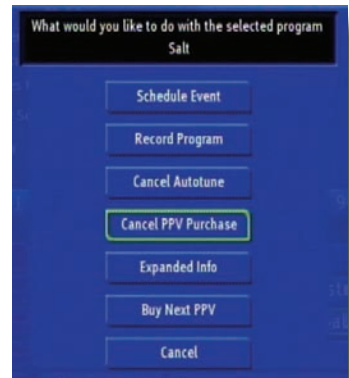 What would you like to do with the selected program
Salt
Schedule Event
Record Program
Cancel Autotune
Cancel PPV Purchase
Expanded Info
Buy Next PPV
Cancel